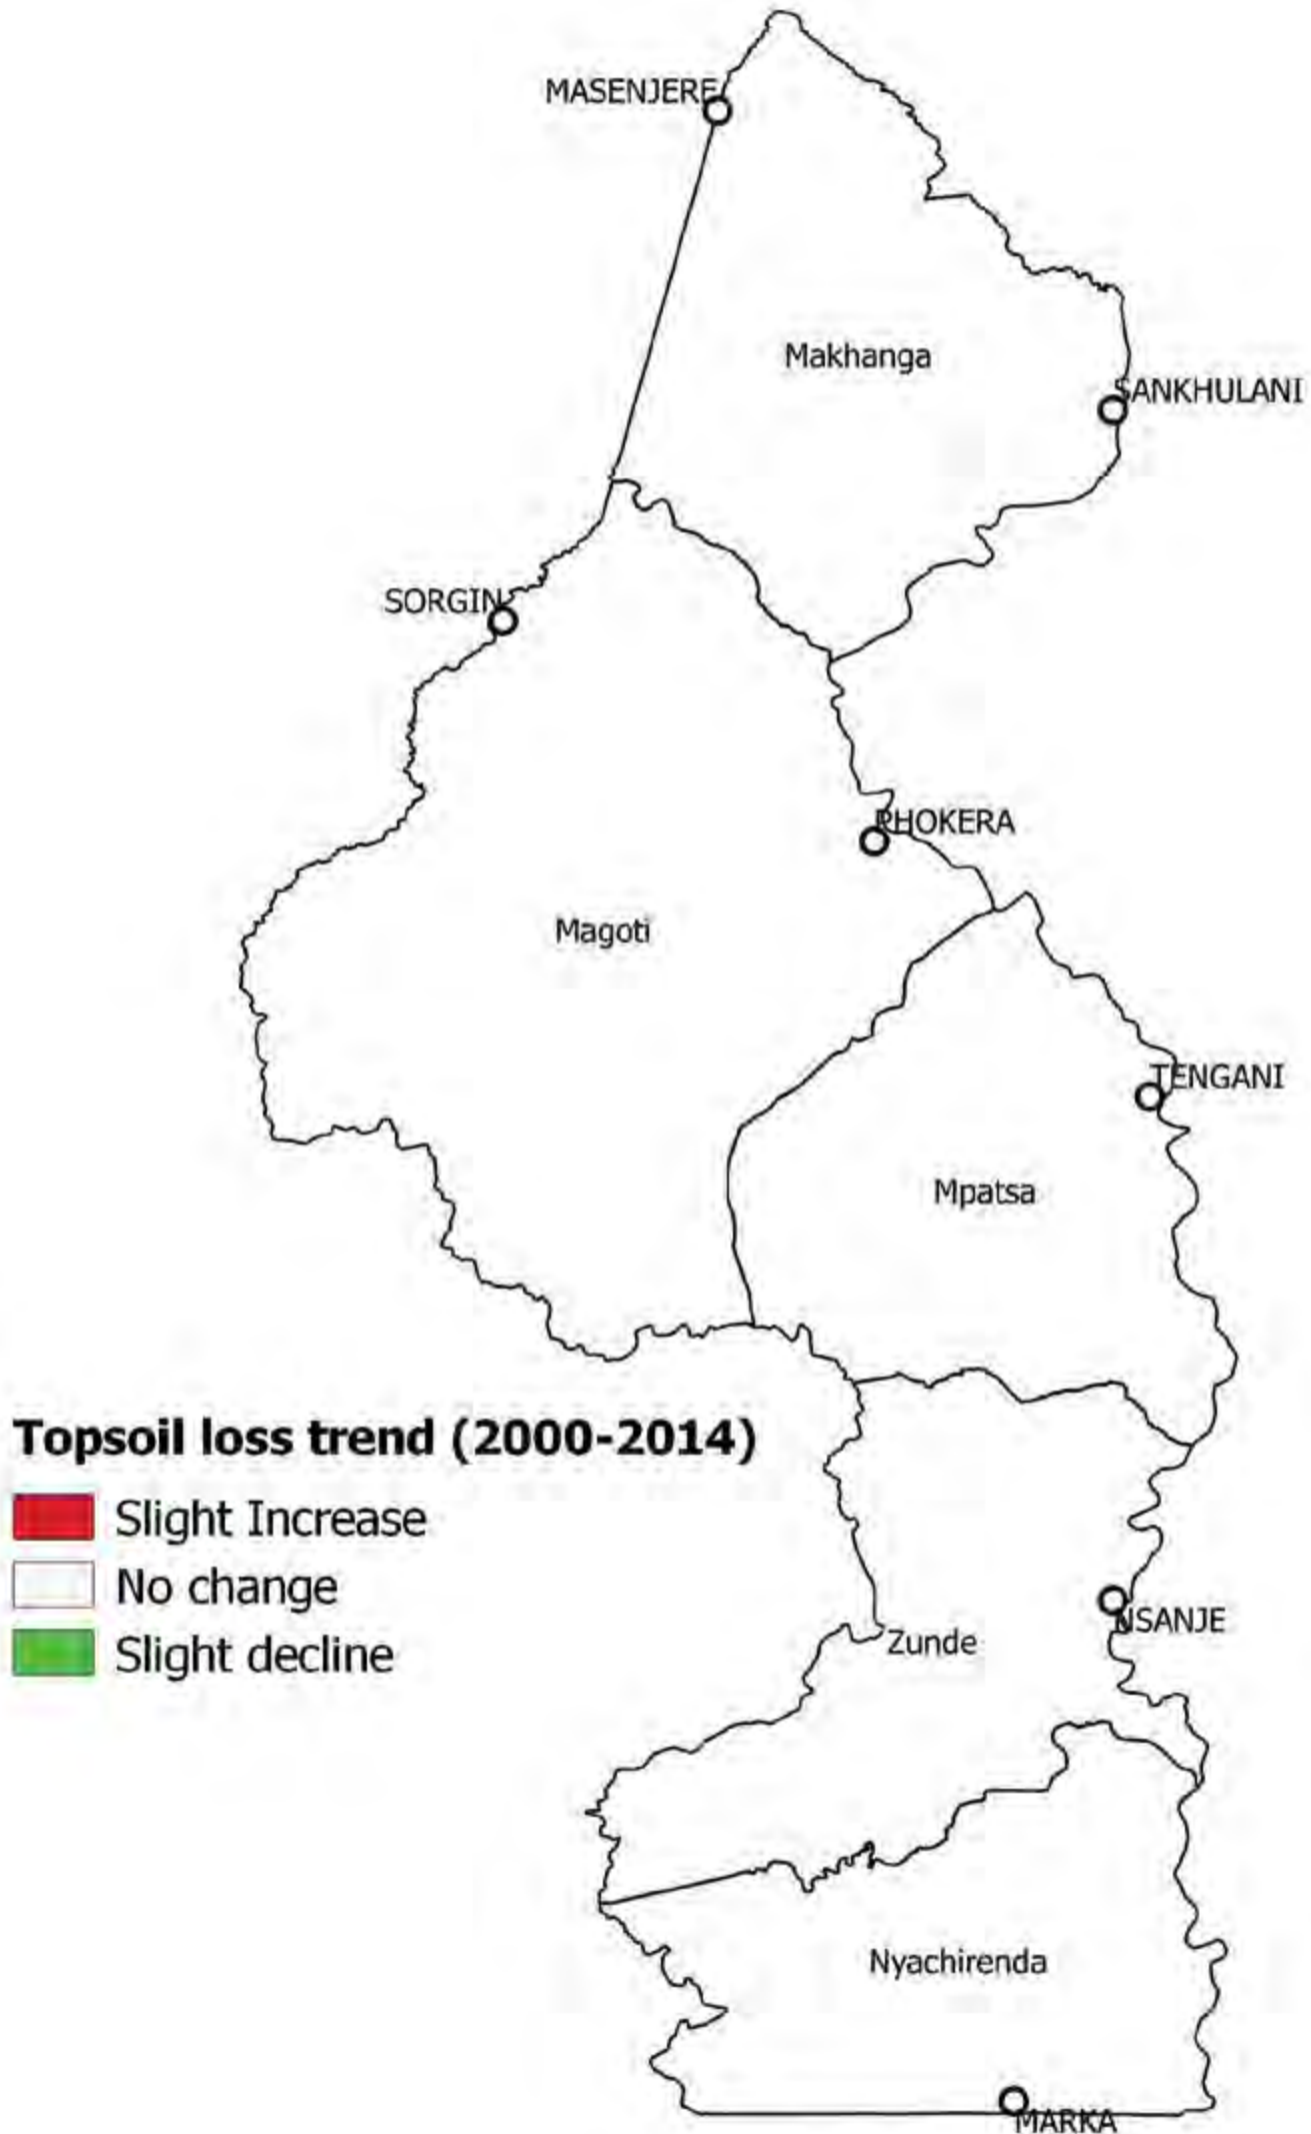 MASENJERE
Makhanga
SANKHULANI
SORGIN
PHOKERA
Magoti
TENGANI
Mpatsa
Topsoil loss trend (2000-2014)
Slight Increase
No change
Slight decline
NSANJE
Zunde
Nyachirenda
MARKA